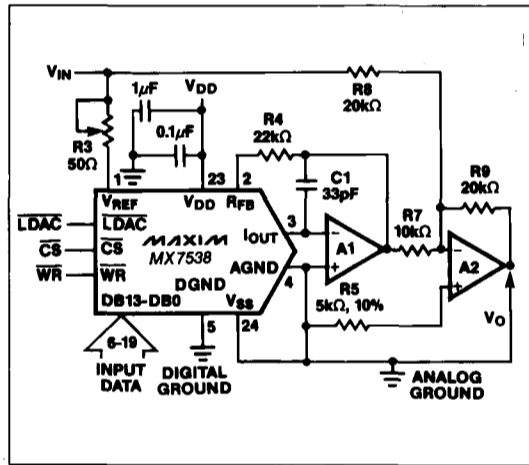 VIN
1µF
VDD
R8
20kΩ
R3
50Ω
0.1µF
R4
22kΩ
C1
33pF
R9
20kΩ
1
23
2
VREF
VDD
RFB
LDAC
LDAC
3
IOUT
R7
10kΩ
CS
CS
MAXIM
MX7538
A1
A2
WR
WR
AGND
4
DGND
R5
5kΩ, 10%
DB13-DB0
VSS
VO
6-19
5
24
INPUT
DATA
DIGITAL
GROUND
ANALOG
GROUND